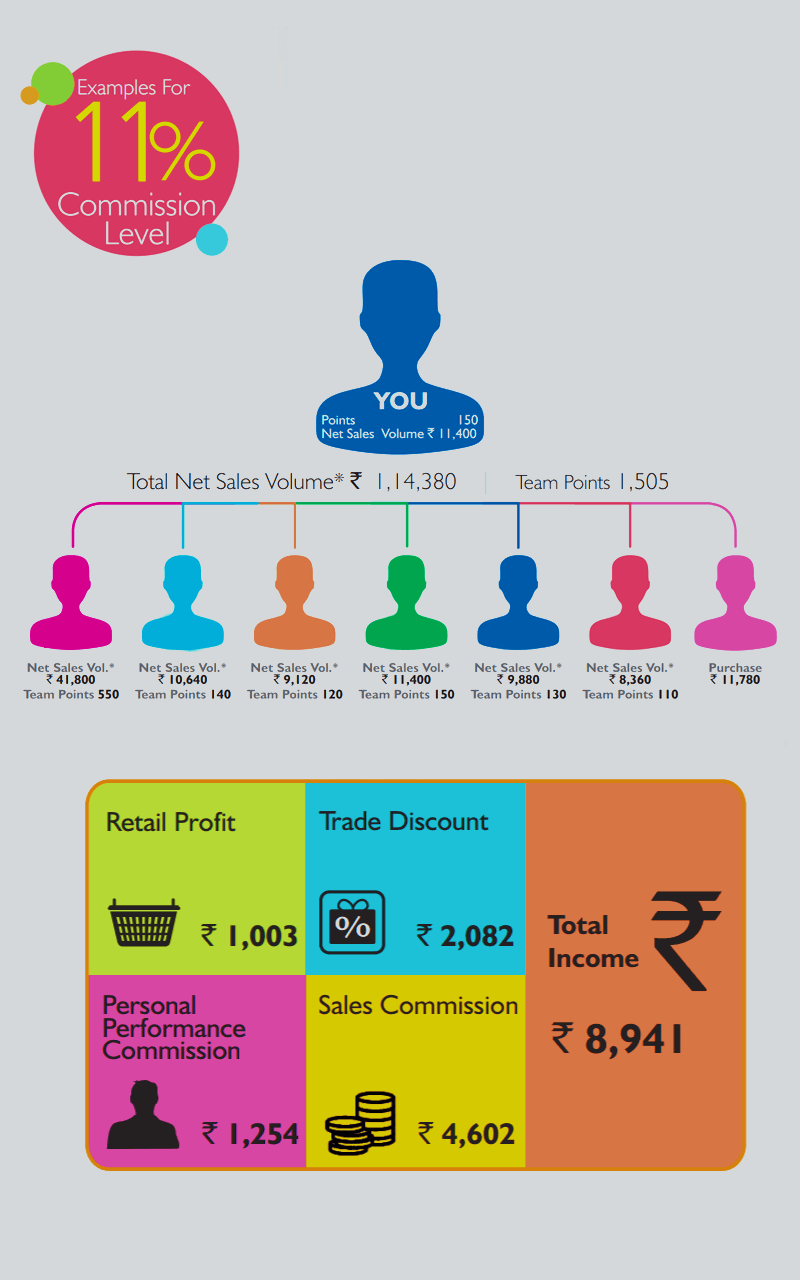 Examples For
11%
Commission
Level
YOU
Points 150
Net Sales Volume ₹ 11,400
Total Net Sales Volume* ₹ 1,14,380 Team Points 1,505
Net Sales Vol.* Net Sales Vol.* Net Sales Vol.* Net Sales Vol.* Net Sales Vol.* Net Sales Vol.* Purchase
₹ 41,800 ₹ 10,640 ₹ 9,120 ₹ 11,400 ₹ 9,880 ₹ 8,360 ₹ 11,780
Team Points 550 Team Points 140 Team Points 120 Team Points 150 Team Points 130 Team Points 110
Retail Profit
₹ 1,003
Trade Discount
%
₹ 2,082
Personal
Performance
Commission
₹ 1,254
Sales Commission
₹ 4,602
Total
Income
₹
₹ 8,941